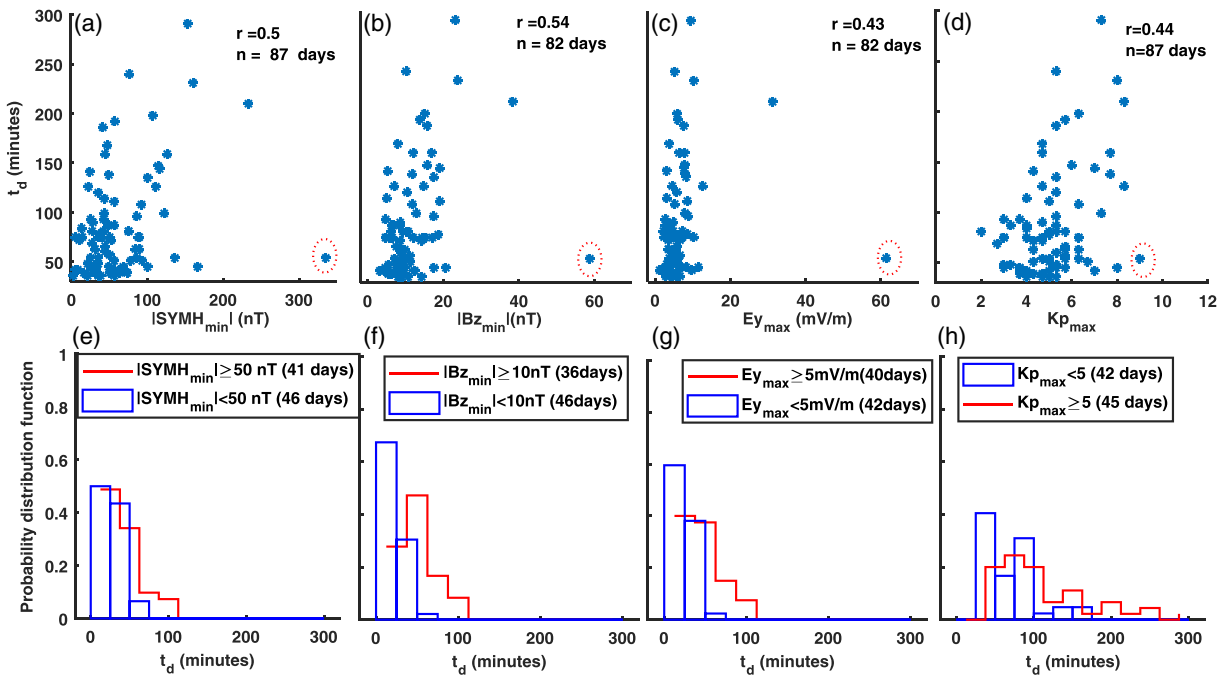 (a)
r =0.5
n = 87 days
300
250
200
150
100
50
t_d (minutes)
0
100
200
300
|SYMH_min| (nT)
(b)
r =0.54
n = 82 days
0
20
40
60
|Bz_min|(nT)
(c)
r=0.43
n = 82 days
0
20
40
60
Ey_max (mV/m)
(d)
r=0.44
n=87 days
0
2
4
6
8
10
12
Kp_max
(e)
|SYMH_min|≥50 nT (41 days)
|SYMH_min|<50 nT (46 days)
1
0.8
0.6
0.4
0.2
0
Probability distribution function
0
100
200
300
t_d (minutes)
(f)
|Bz_min|≥10nT (36days)
|Bz_min|<10nT (46days)
0
100
200
300
t_d (minutes)
(g)
Ey_max≥5mV/m(40days)
Ey_max<5mV/m(42days)
0
100
200
300
t_d (minutes)
(h)
Kp_max<5 (42 days)
Kp_max≥5 (45 days)
0
100
200
300
t_d (minutes)